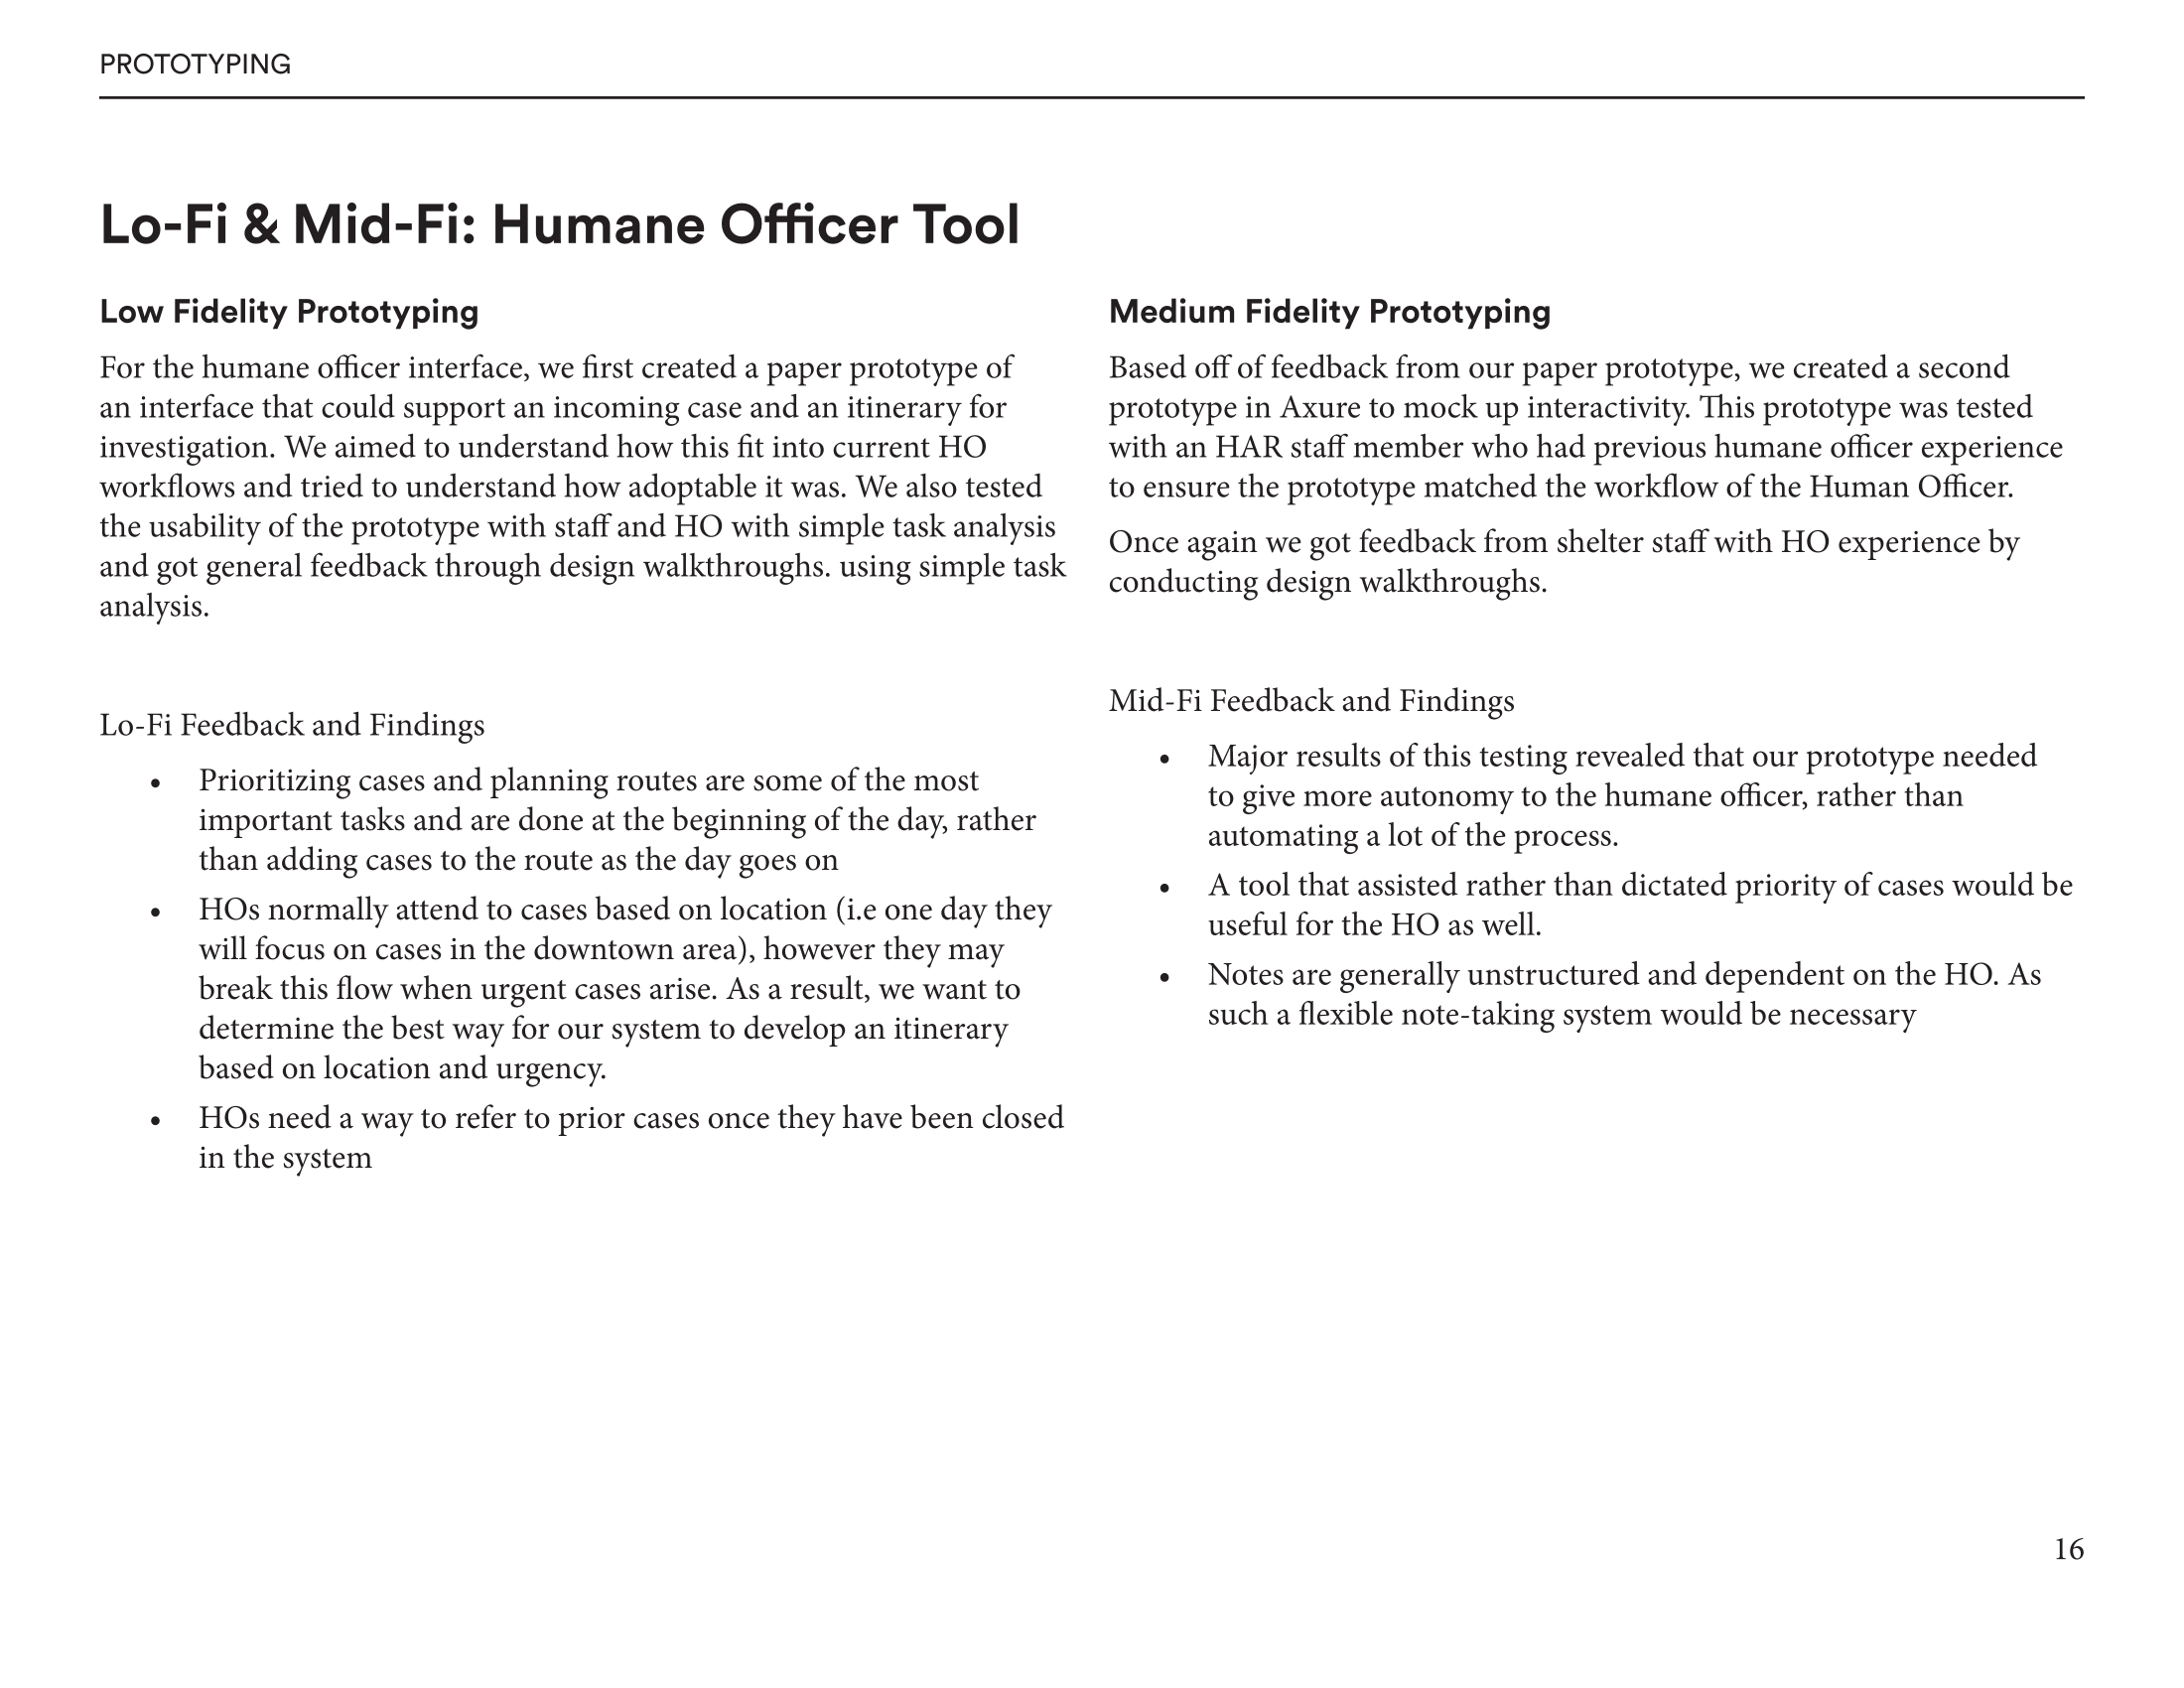 PROTOTYPING
Lo-Fi & Mid-Fi: Humane Officer Tool
Low Fidelity Prototyping
For the humane officer interface, we first created a paper prototype of
an interface that could support an incoming case and an itinerary for
investigation. We aimed to understand how this fit into current HO
workflows and tried to understand how adoptable it was. We also tested
the usability of the prototype with staff and HO with simple task analysis
and got general feedback through design walkthroughs. using simple task
analysis.
Lo-Fi Feedback and Findings
• Prioritizing cases and planning routes are some of the most
important tasks and are done at the beginning of the day, rather
than adding cases to the route as the day goes on
• HOs normally attend to cases based on location (i.e one day they
will focus on cases in the downtown area), however they may
break this flow when urgent cases arise. As a result, we want to
determine the best way for our system to develop an itinerary
based on location and urgency.
• HOs need a way to refer to prior cases once they have been closed
in the system
Medium Fidelity Prototyping
Based off of feedback from our paper prototype, we created a second
prototype in Axure to mock up interactivity. This prototype was tested
with an HAR staff member who had previous humane officer experience
to ensure the prototype matched the workflow of the Human Officer.
Once again we got feedback from shelter staff with HO experience by
conducting design walkthroughs.
Mid-Fi Feedback and Findings
• Major results of this testing revealed that our prototype needed
to give more autonomy to the humane officer, rather than
automating a lot of the process.
• A tool that assisted rather than dictated priority of cases would be
useful for the HO as well.
• Notes are generally unstructured and dependent on the HO. As
such a flexible note-taking system would be necessary
16